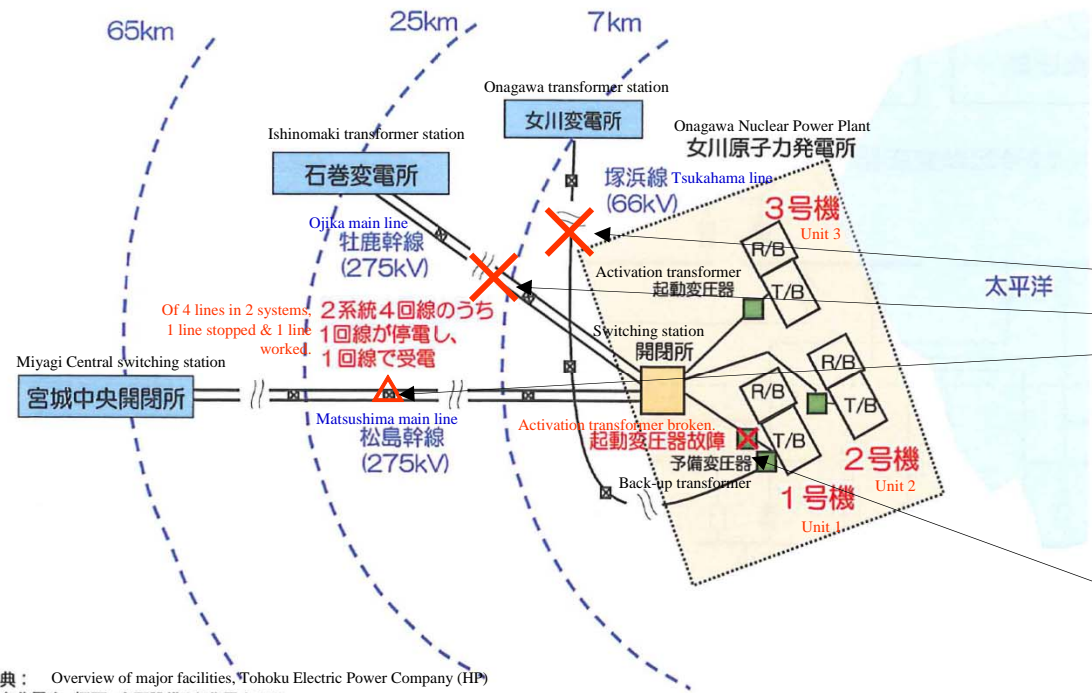 65km
25km
7km
Onagawa transformer station
女川変電所
Ishinomaki transformer station
石巻変電所
Onagawa Nuclear Power Plant
女川原子力発電所
塚浜線 Tsukahama line
(66kV)
Ojika main line
牡鹿幹線
(275kV)
3号機
Unit 3
R/B
T/B
Activation transformer
起動変圧器
太平洋
Of 4 lines in 2 systems,
1 line stopped & 1 line
worked.
2系統4回線のうち
1回線が停電し、
1回線で受電
Switching station
開閉所
Miyagi Central switching station
宮城中央開閉所
Matsushima main line
松島幹線
(275kV)
R/B
T/B
2号機
Unit 2
Activation transformer broken.
起動変圧器故障
予備変圧器
Back-up transformer
R/B
T/B
1号機
Unit 1
典： Overview of major facilities, Tohoku Electric Power Company (HP)